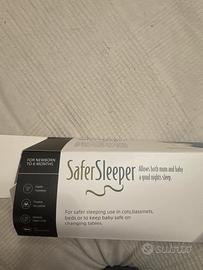 FOR NEWBORN
TO 6 MONTHS
SaferSleeper
Allows both mum and baby
a good nights sleep.
For safer sleeping use in cots, bassinets,
beds or to keep baby safe on
changing tables.
subito